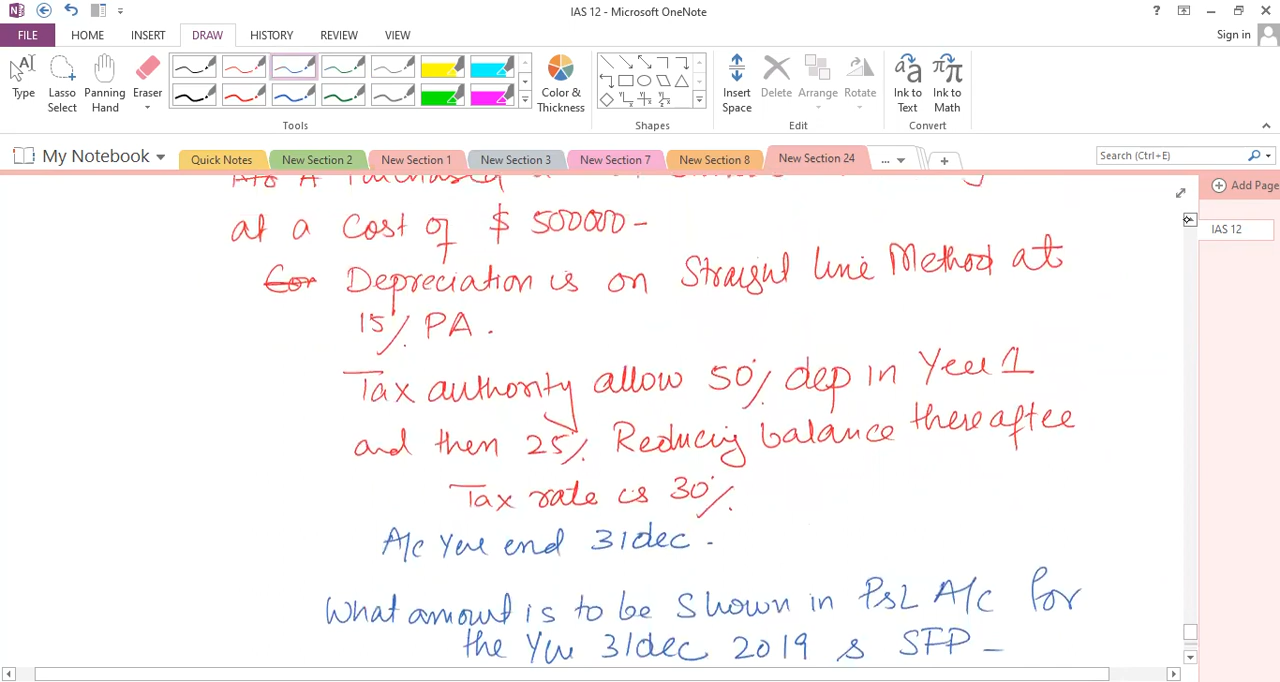 IAS 12 - Microsoft OneNote
?
FILE HOME INSERT DRAW HISTORY REVIEW VIEW
Sign in
Type
Lasso Select
Panning Hand
Eraser
Color & Thickness
Insert Space
Delete
Arrange
Rotate
Ink to Text
Ink to Math
Tools
Shapes
Edit
Convert
My Notebook
Quick Notes
New Section 2
New Section 1
New Section 3
New Section 7
New Section 8
New Section 24
...
Search (Ctrl+E)
Add Page
IAS 12
A Purchased
at a Cost of $ 500000-
Depreciation is on Straight line Method at
15% PA.
Tax authority allow 50% dep in Year 1
and then 25% Reducing balance thereafter
Tax rate is 30%.
A/c Year end 31dec.
What amount is to be Shown in P&L A/c for
the Year 31dec 2019 & SFP-